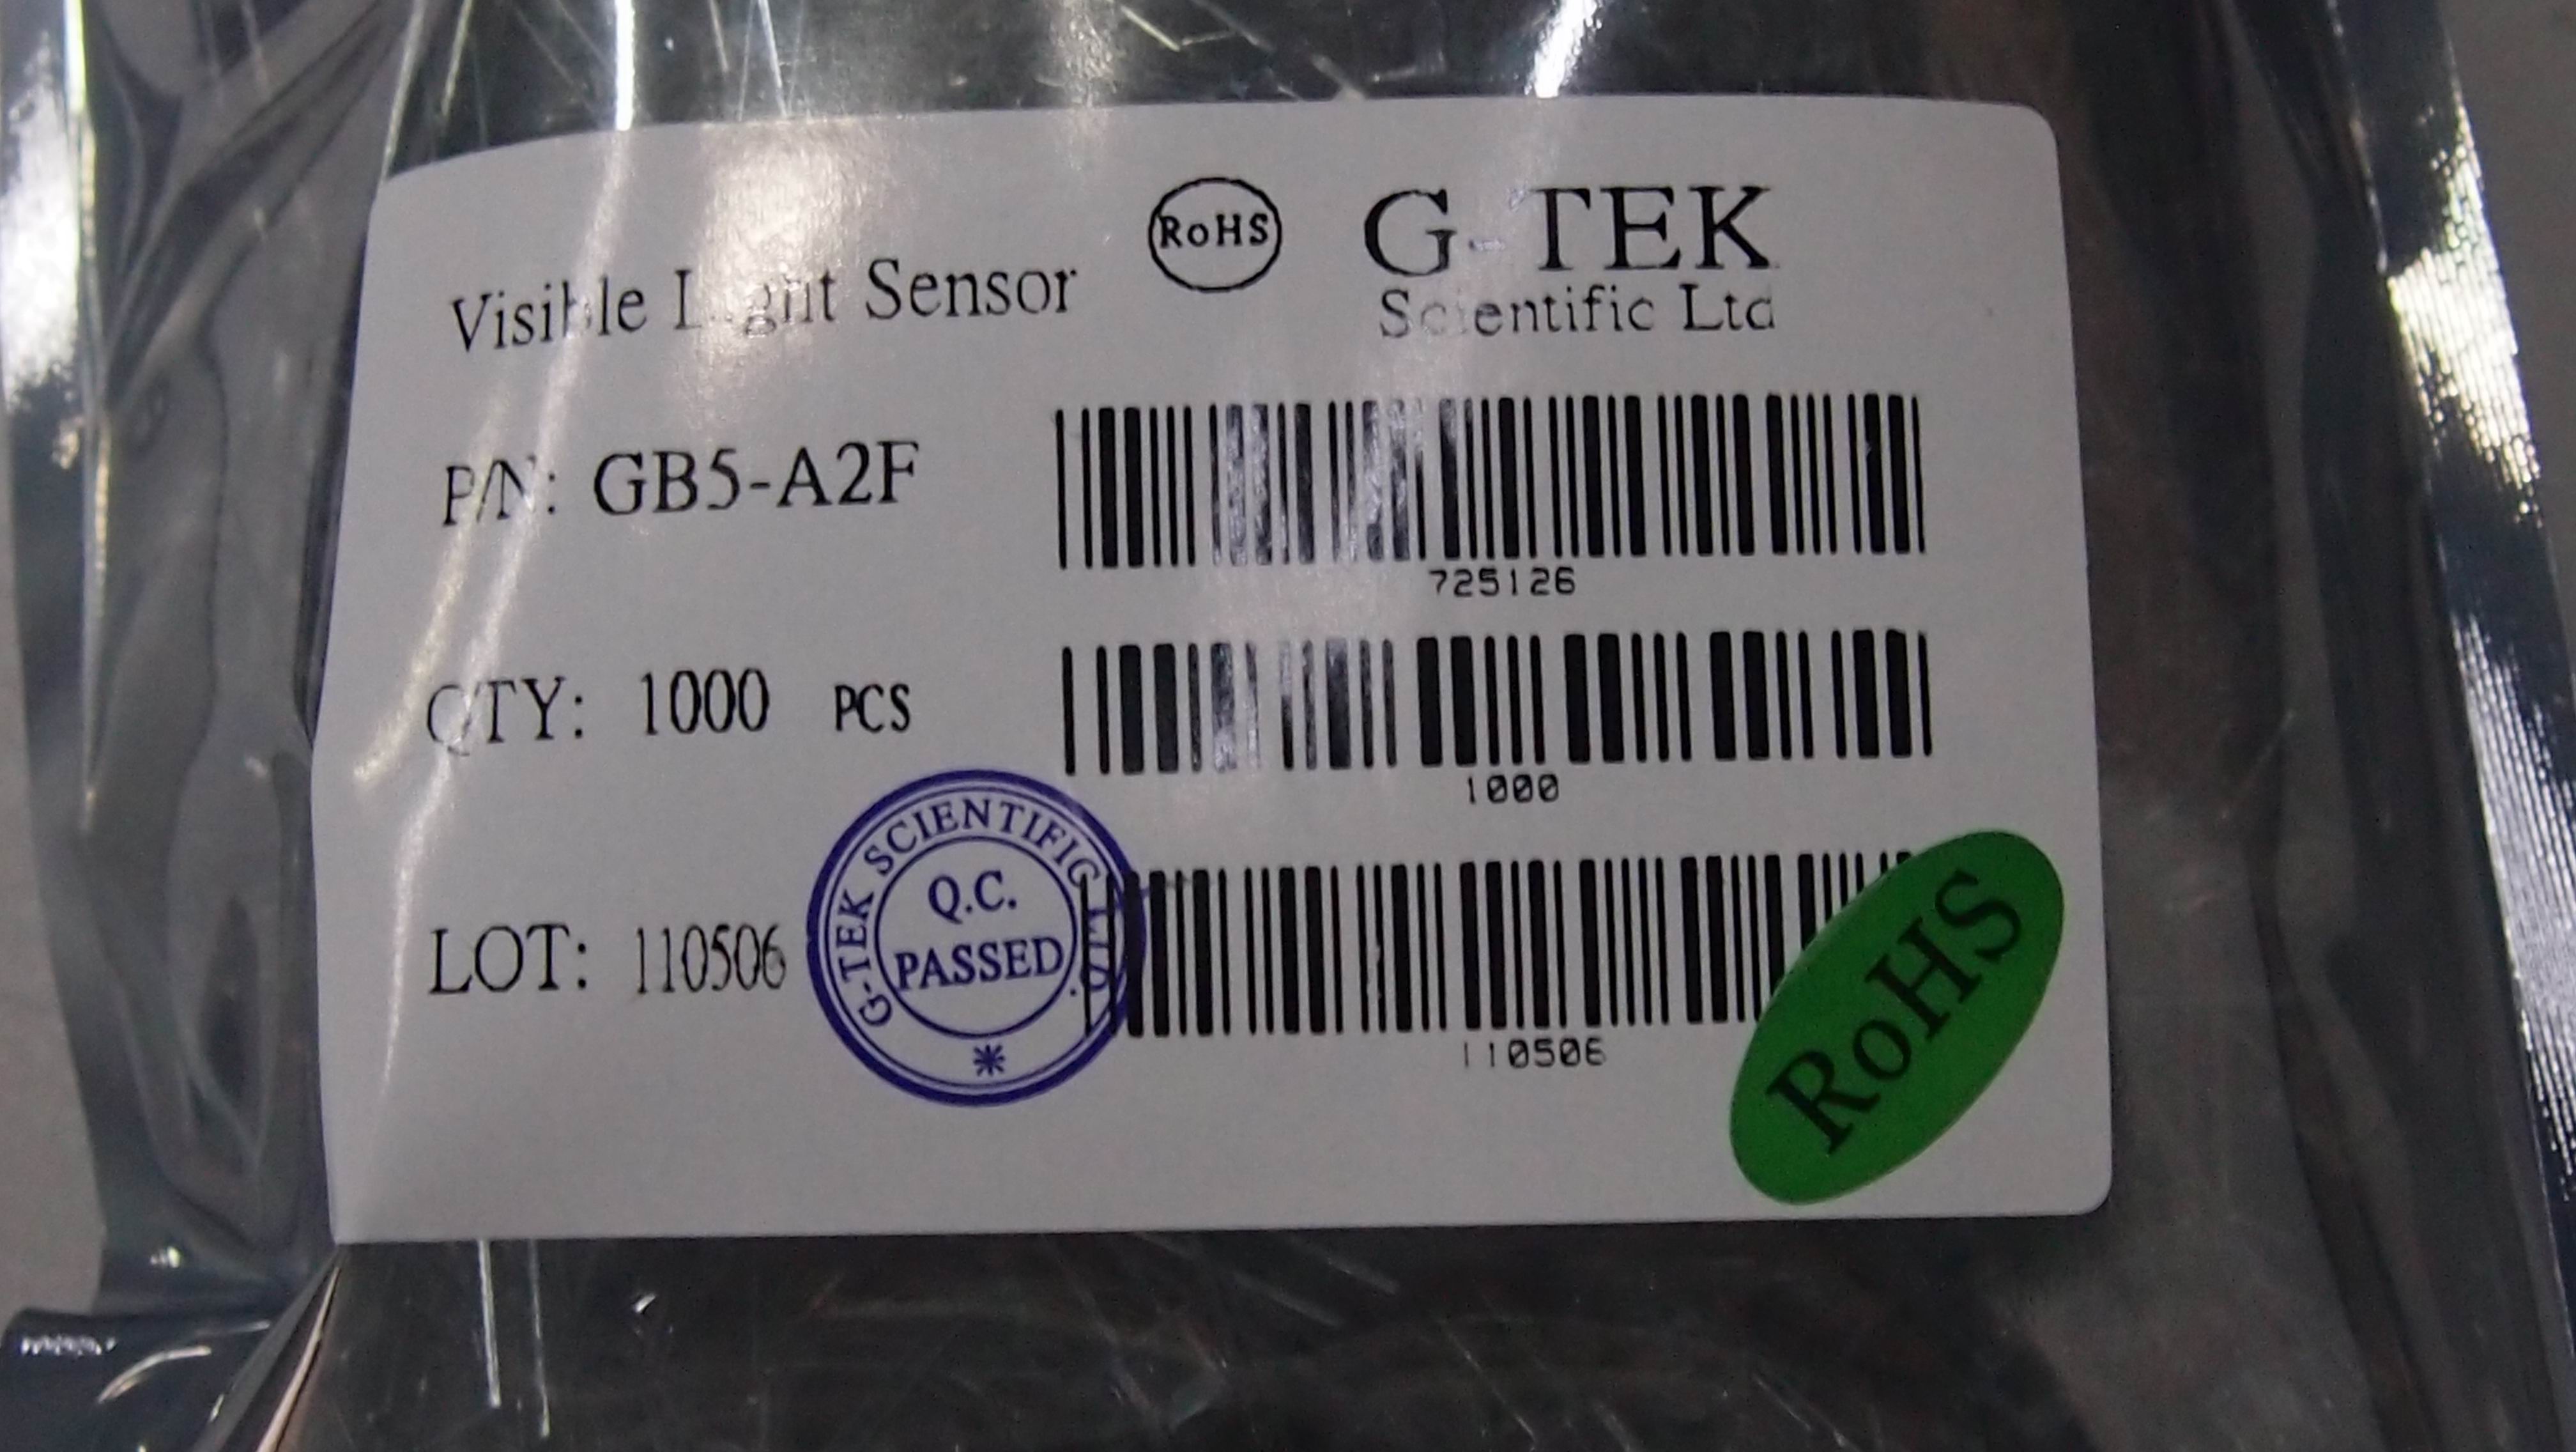 RoHS
G-TEK
Scientific Ltd
Visible Light Sensor
P/N: GB5-A2F
725126
QTY: 1000 PCS
1000
LOT: 110506
G-TEK SCIENTIFIC LTD.
Q.C.
PASSED
110506
RoHS